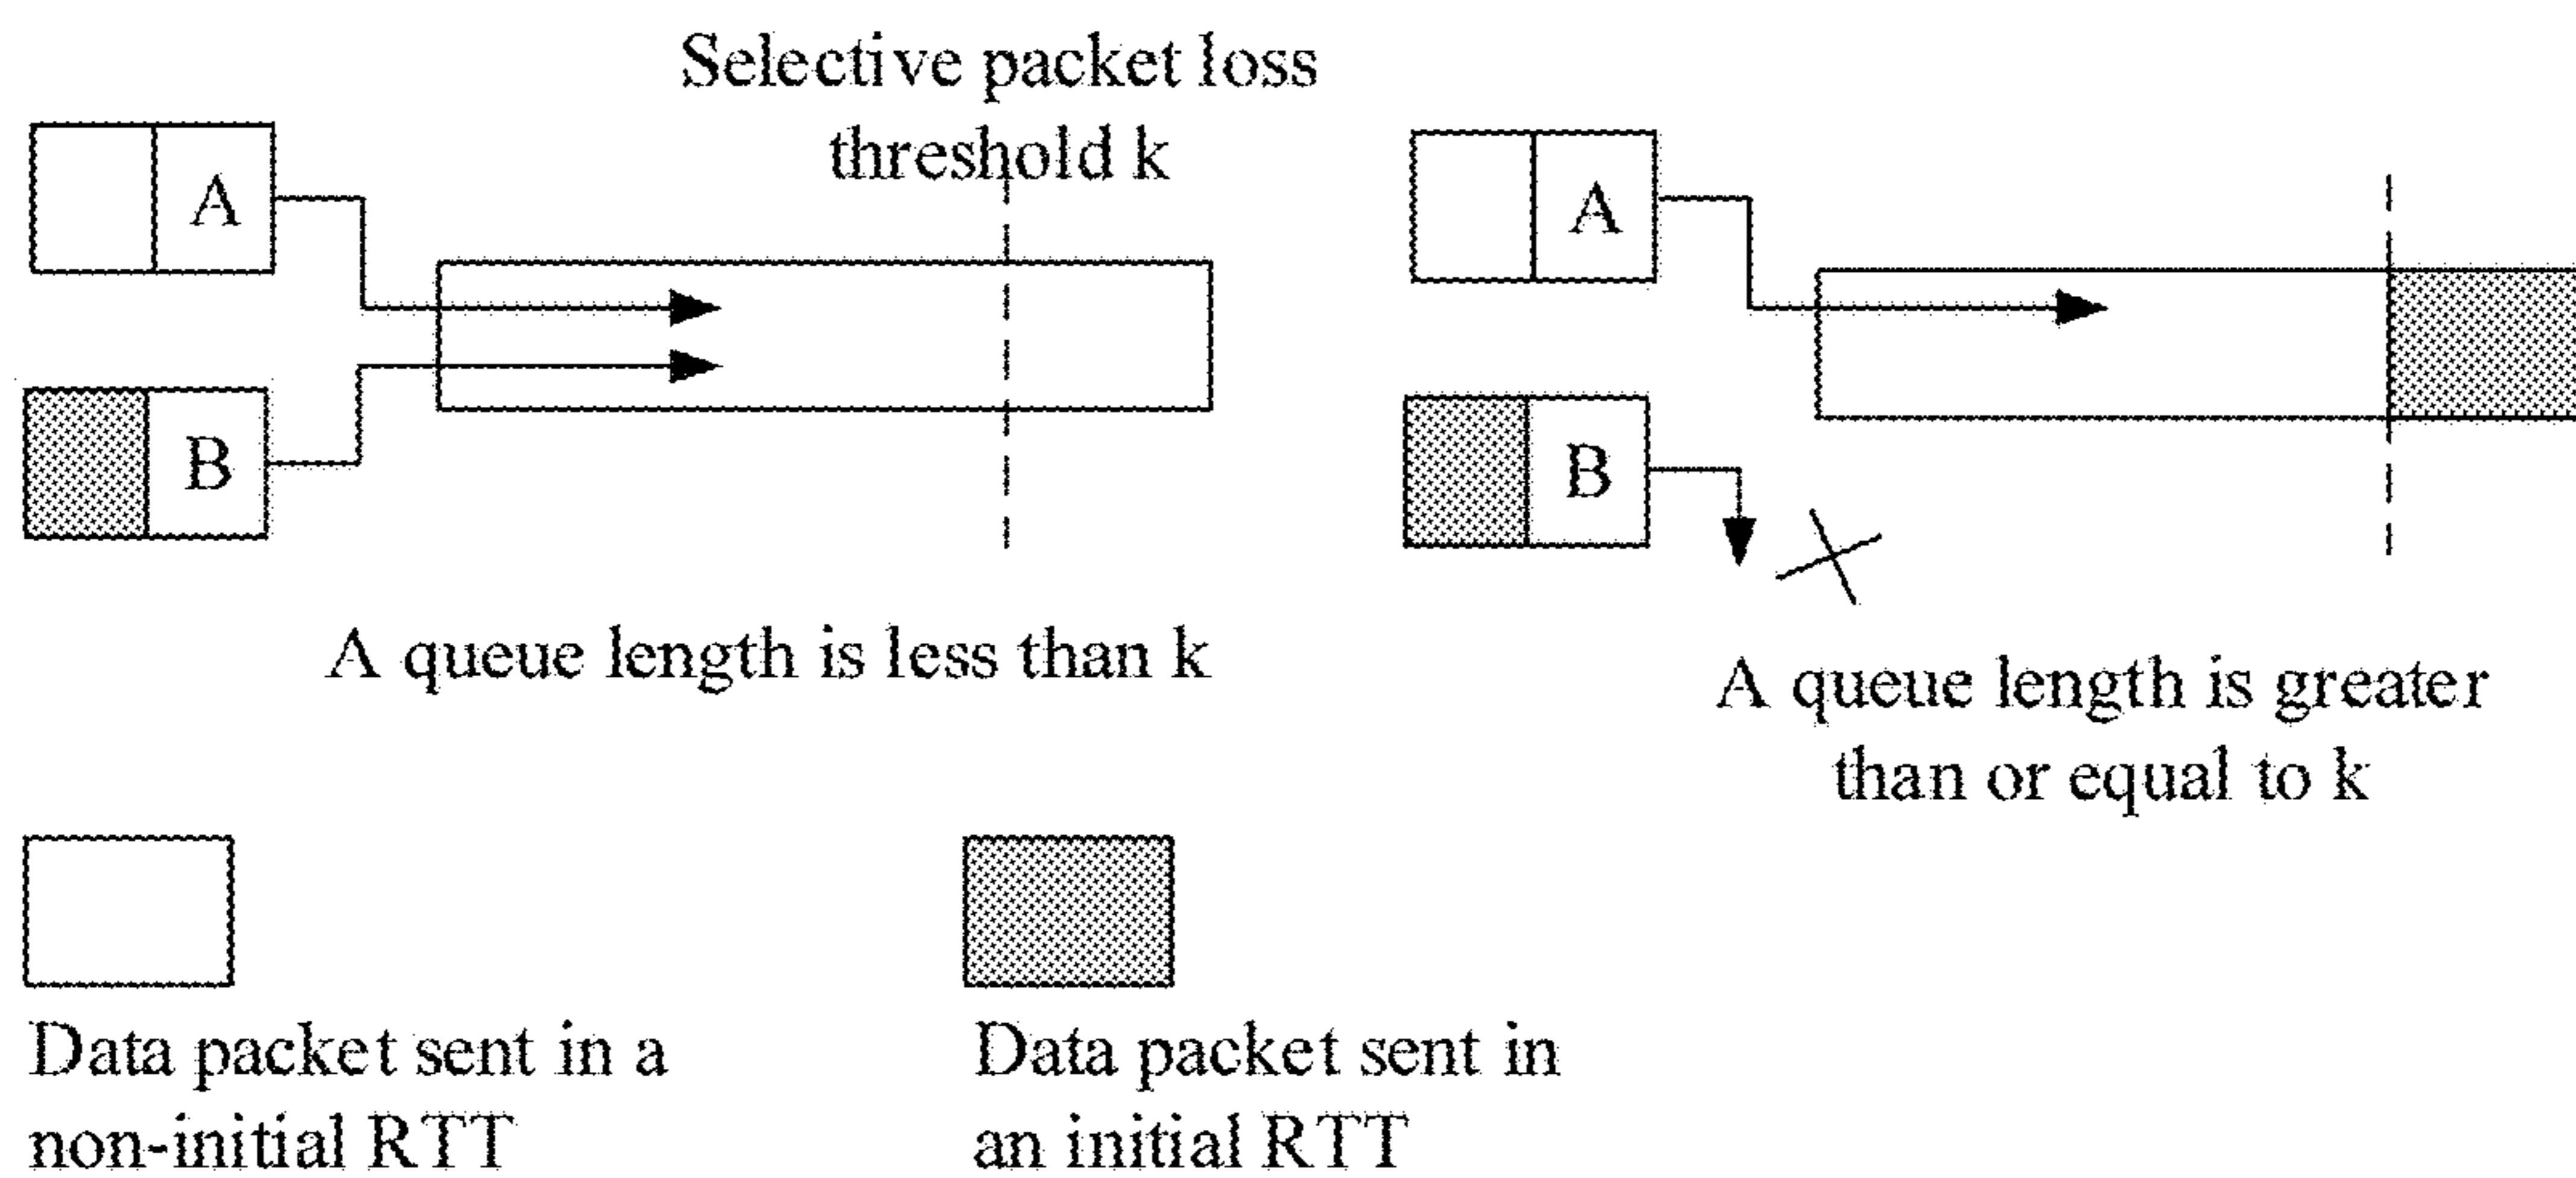 Selective packet loss
threshold k
A
B
A queue length is less than k
A
B
A queue length is greater
than or equal to k
Data packet sent in a
non-initial RTT
Data packet sent in
an initial RTT